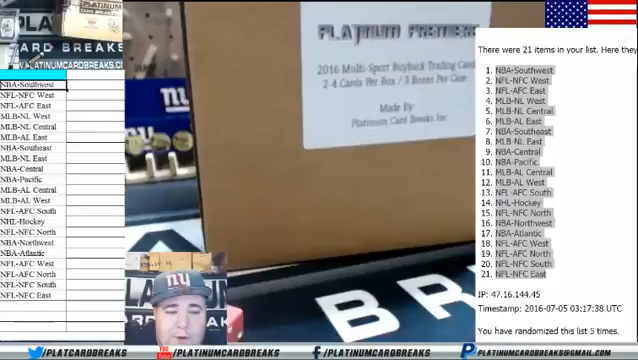 PLATINUM
CARD BREAKS
PLATINUMCARDBREAKS.COM
NBA-Southwest
NFL-NFC West
NFL-AFC East
MLB-NL West
MLB-NL Central
MLB-AL East
NBA-Southeast
MLB-NL East
NBA-Central
NBA-Pacific
MLB-AL Central
MLB-AL West
NFL-AFC South
NHL-Hockey
NFL-NFC North
NBA-Northwest
NBA-Atlantic
NFL-AFC West
NFL-AFC North
NFL-NFC South
NFL-NFC East
ny
PLATINUM PREMIERE
2016 Multi-Sport Buyback Trading Card
2-4 Cards Per Box / 3 Boxes Per Case
Made By:
Platinum Card Breaks Inc
BR
ny
There were 21 items in your list. Here they
1. NBA-Southwest
2. NFL-NFC West
3. NFL-AFC East
4. MLB-NL West
5. MLB-NL Central
6. MLB-AL East
7. NBA-Southeast
8. MLB-NL East
9. NBA-Central
10. NBA-Pacific
11. MLB-AL Central
12. MLB-AL West
13. NFL-AFC South
14. NHL-Hockey
15. NFL-NFC North
16. NBA-Northwest
17. NBA-Atlantic
18. NFL-AFC West
19. NFL-AFC North
20. NFL-NFC South
21. NFL-NFC East
IP: 47.16.144.45
Timestamp: 2016-07-05 03:17:38 UTC
You have randomized this list 5 times.
/PLATCARDBREAKS
You Tube /PLATINUMCARDBREAKS
/PLATINUMCARDBREAKS
PLATINUMCARDBREAKS